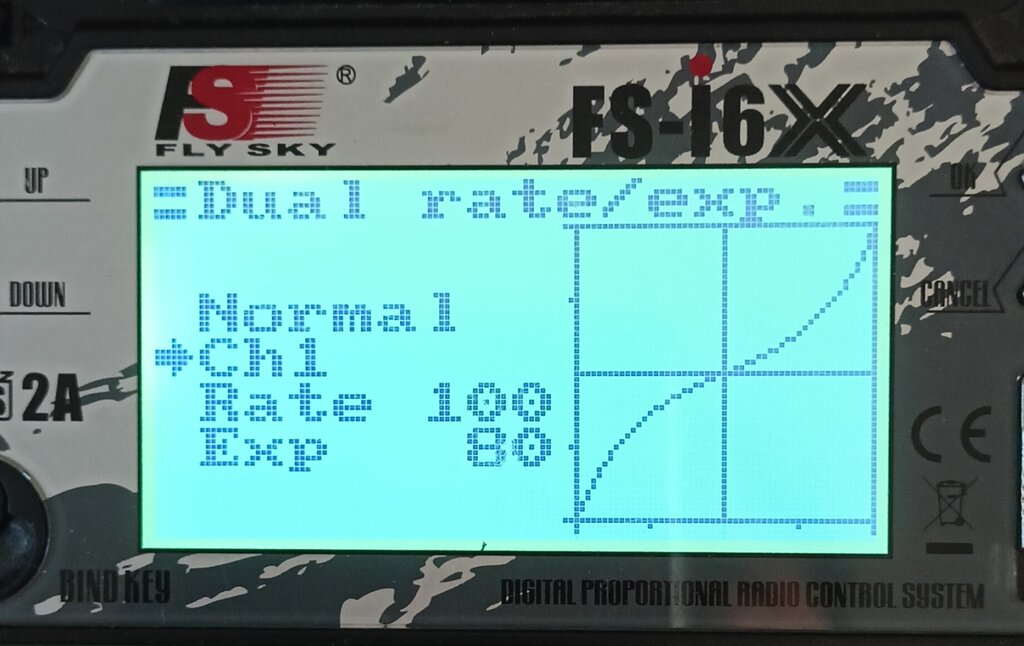 FS®
FLY SKY
FS-i6X
UP
DOWN
2A
OK
CANCEL
=Dual rate/exp.=
Normal
➔Ch1
Rate 100
Exp 80
CE
BIND KEY
DIGITAL PROPORTIONAL RADIO CONTROL SYSTEM